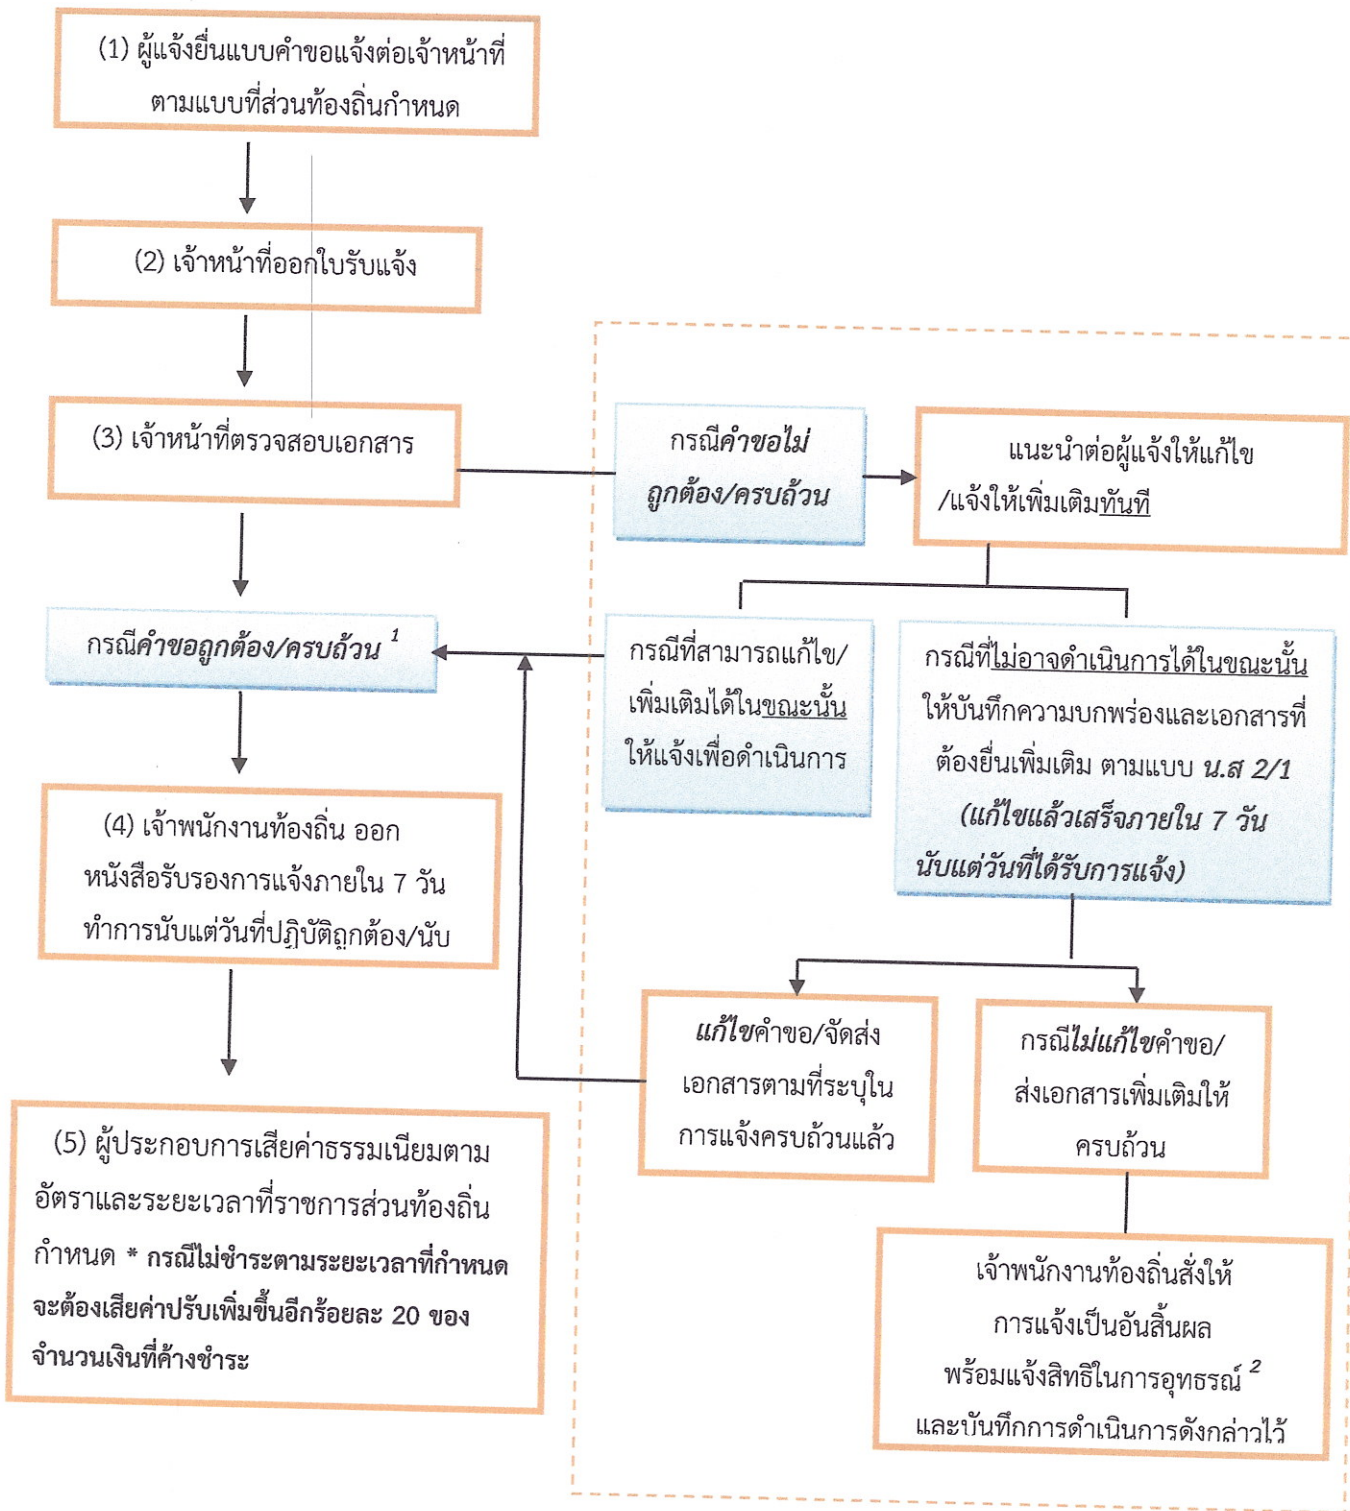 (1) ผู้แจ้งยื่นแบบคำขอแจ้งต่อเจ้าหน้าที่
ตามแบบที่ส่วนท้องถิ่นกำหนด
(2) เจ้าหน้าที่ออกใบรับแจ้ง
(3) เจ้าหน้าที่ตรวจสอบเอกสาร
กรณีคำขอไม่
ถูกต้อง/ครบถ้วน
แนะนำต่อผู้แจ้งให้แก้ไข
/แจ้งให้เพิ่มเติมทันที
กรณีคำขอถูกต้อง/ครบถ้วน 1
กรณีที่สามารถแก้ไข/
เพิ่มเติมได้ในขณะนั้น
ให้แจ้งเพื่อดำเนินการ
กรณีที่ไม่อาจดำเนินการได้ในขณะนั้น
ให้บันทึกความบกพร่องและเอกสารที่
ต้องยื่นเพิ่มเติม ตามแบบ น.ส 2/1
(แก้ไขแล้วเสร็จภายใน 7 วัน
นับแต่วันที่ได้รับการแจ้ง)
(4) เจ้าพนักงานท้องถิ่น ออก
หนังสือรับรองการแจ้งภายใน 7 วัน
ทำการนับแต่วันที่ปฏิบัติถูกต้อง/นับ
แก้ไขคำขอ/จัดส่ง
เอกสารตามที่ระบุใน
การแจ้งครบถ้วนแล้ว
กรณีไม่แก้ไขคำขอ/
ส่งเอกสารเพิ่มเติมให้
ครบถ้วน
(5) ผู้ประกอบการเสียค่าธรรมเนียมตาม
อัตราและระยะเวลาที่ราชการส่วนท้องถิ่น
กำหนด * กรณีไม่ชำระตามระยะเวลาที่กำหนด
จะต้องเสียค่าปรับเพิ่มขึ้นอีกร้อยละ 20 ของ
จำนวนเงินที่ค้างชำระ
เจ้าพนักงานท้องถิ่นสั่งให้
การแจ้งเป็นอันสิ้นผล
พร้อมแจ้งสิทธิในการอุทธรณ์ 2
และบันทึกการดำเนินการดังกล่าวไว้